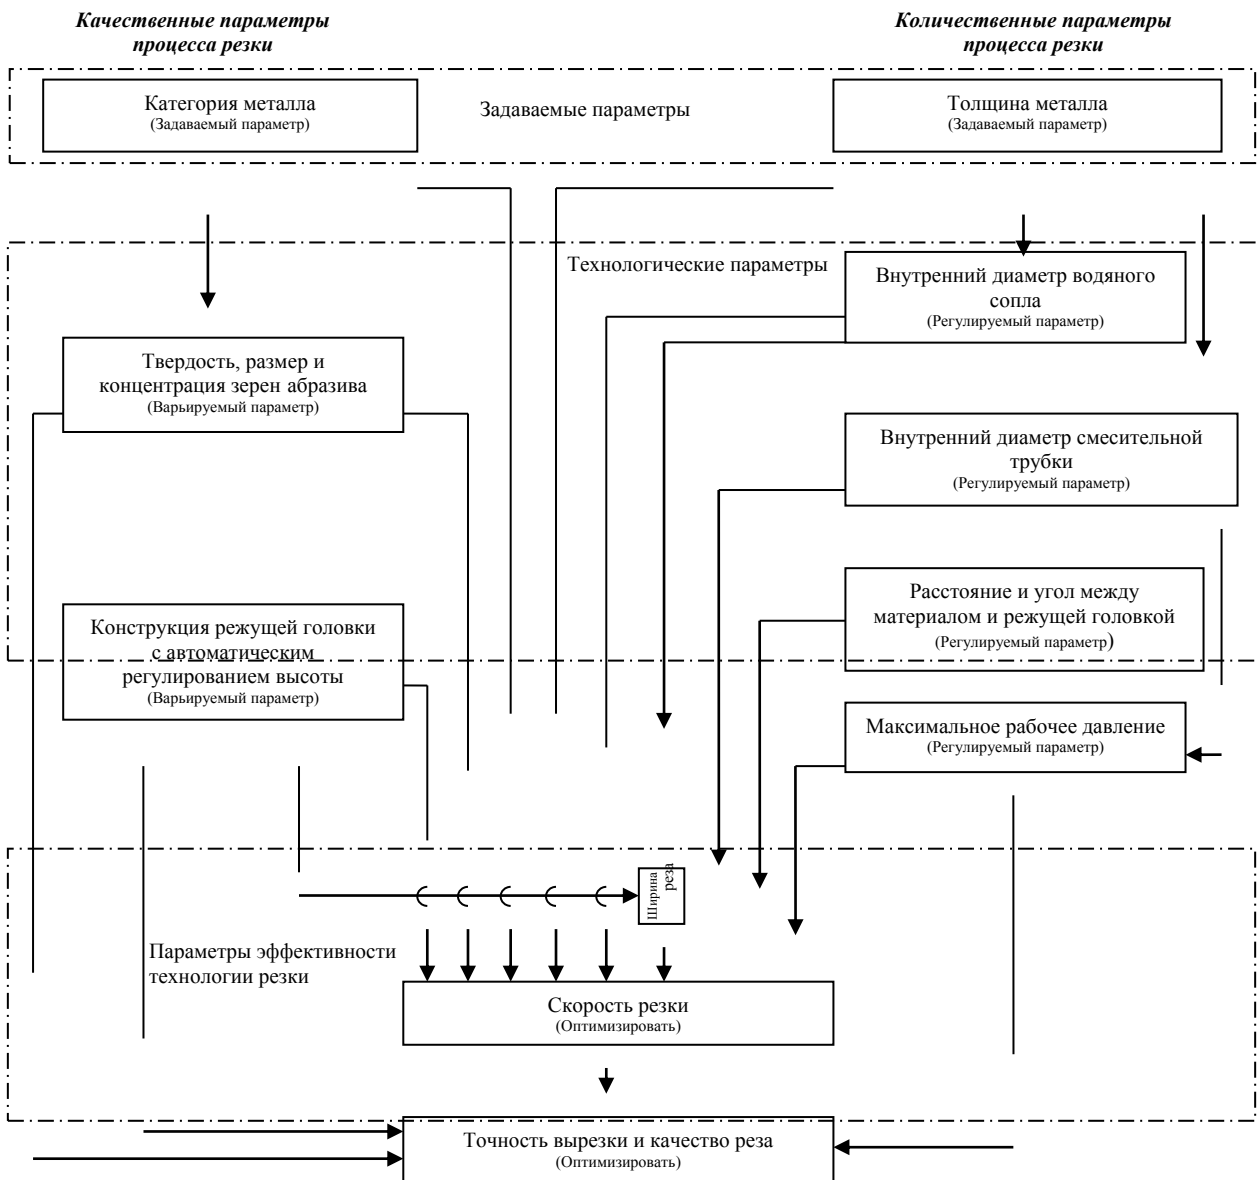 Качественные параметры
процесса резки
Количественные параметры
процесса резки
Категория металла
(Задаваемый параметр)
Задаваемые параметры
Толщина металла
(Задаваемый параметр)
Технологические параметры
Внутренний диаметр водяного
сопла
(Регулируемый параметр)
Твердость, размер и
концентрация зерен абразива
(Варьируемый параметр)
Внутренний диаметр смесительной
трубки
(Регулируемый параметр)
Расстояние и угол между
материалом и режущей головкой
(Регулируемый параметр)
Конструкция режущей головки
с автоматическим
регулированием высоты
(Варьируемый параметр)
Максимальное рабочее давление
(Регулируемый параметр)
Ширина
реза
Параметры эффективности
технологии резки
Скорость резки
(Оптимизировать)
Точность вырезки и качество реза
(Оптимизировать)